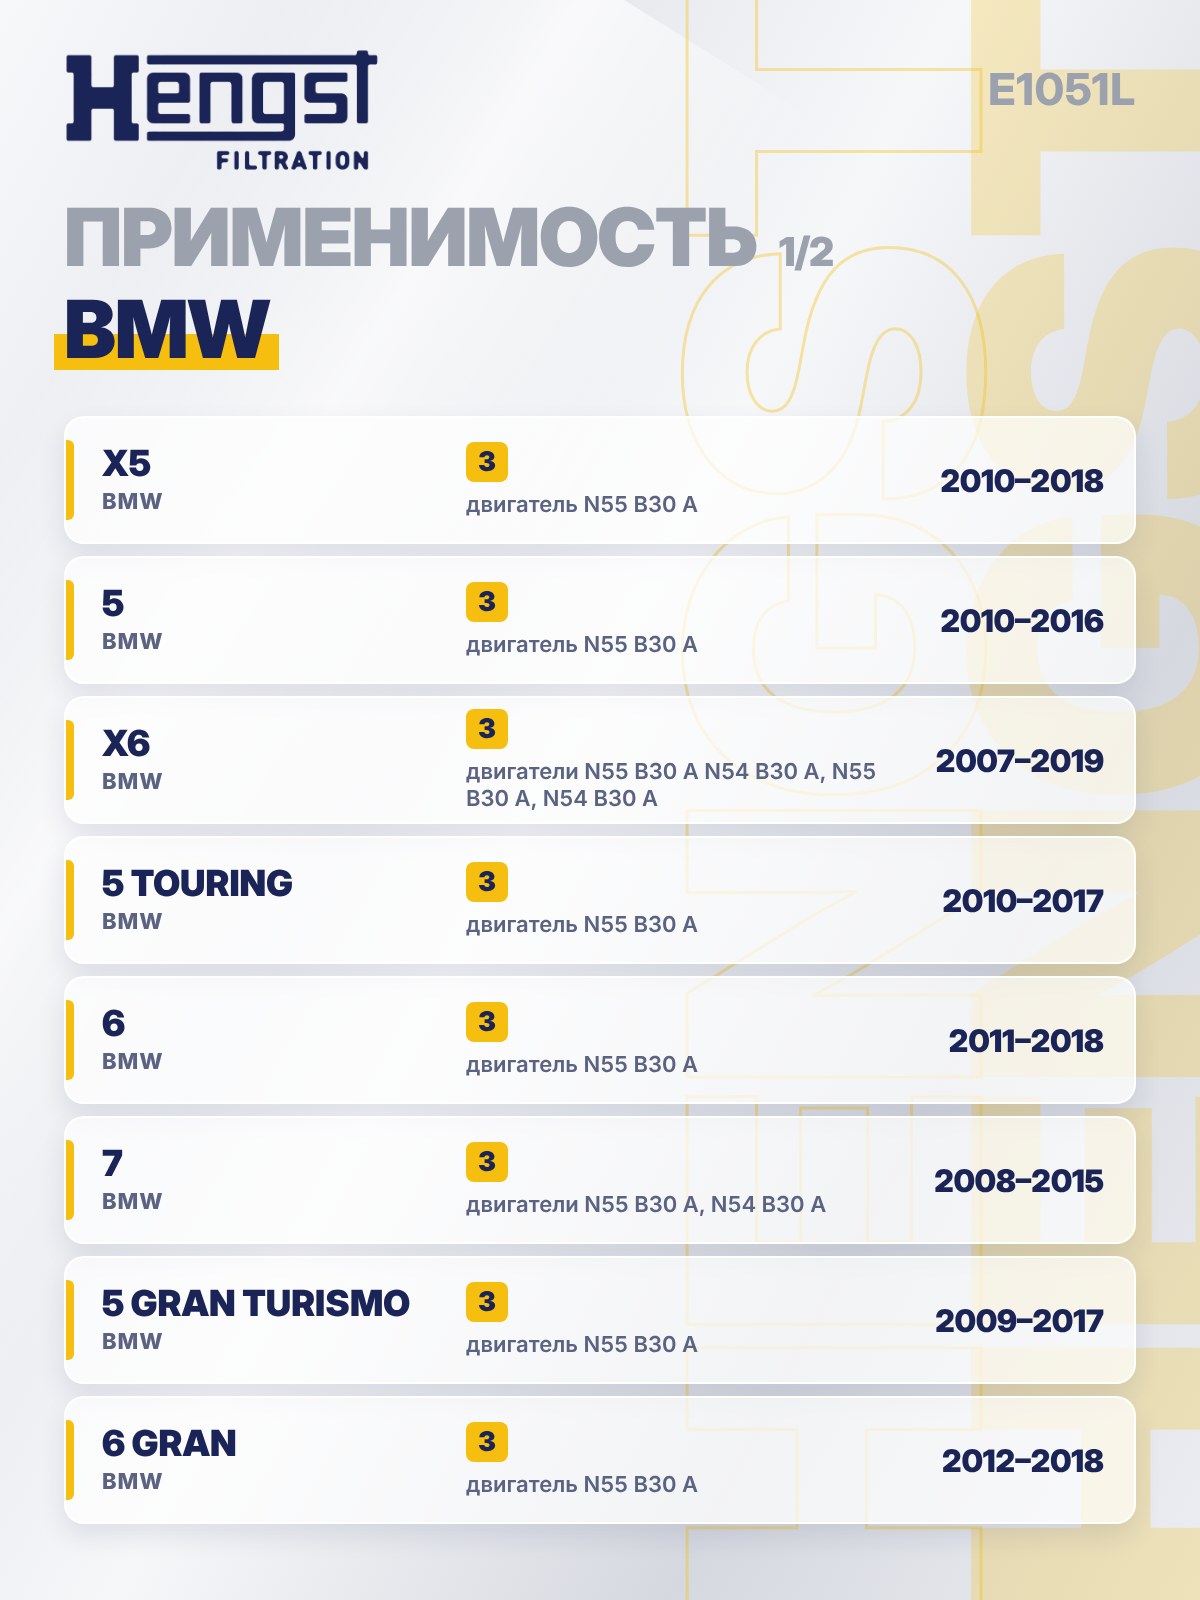 Hengst
FILTRATION
E1051L
ПРИМЕНИМОСТЬ 1/2
BMW
X5
BMW
3
двигатель N55 B30 A
2010–2018
5
BMW
3
двигатель N55 B30 A
2010–2016
X6
BMW
3
двигатели N55 B30 A N54 B30 A, N55
B30 A, N54 B30 A
2007–2019
5 TOURING
BMW
3
двигатель N55 B30 A
2010–2017
6
BMW
3
двигатель N55 B30 A
2011–2018
7
BMW
3
двигатели N55 B30 A, N54 B30 A
2008–2015
5 GRAN TURISMO
BMW
3
двигатель N55 B30 A
2009–2017
6 GRAN
BMW
3
двигатель N55 B30 A
2012–2018
HENGST
HENGST